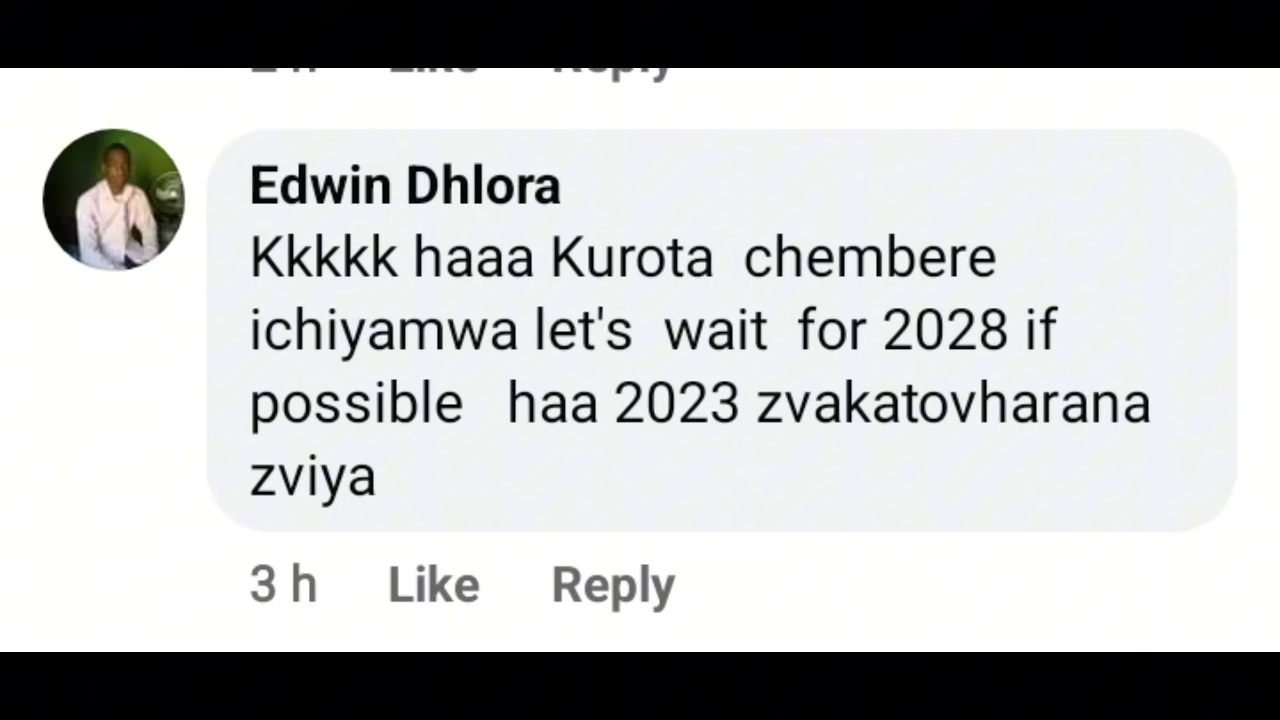 Edwin Dhlora
Kkkkk haaa Kurota chembere
ichiyamwa let's wait for 2028 if
possible haa 2023 zvakatovharana
zviya
3 h Like Reply